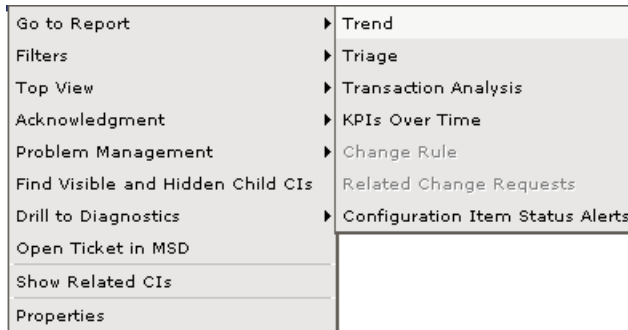 Go to Report
Filters
Top View
Acknowledgment
Problem Management
Find Visible and Hidden Child CIs
Drill to Diagnostics
Open Ticket in MSD
Show Related CIs
Properties
Trend
Triage
Transaction Analysis
KPIs Over Time
Change Rule
Related Change Requests
Configuration Item Status Alerts